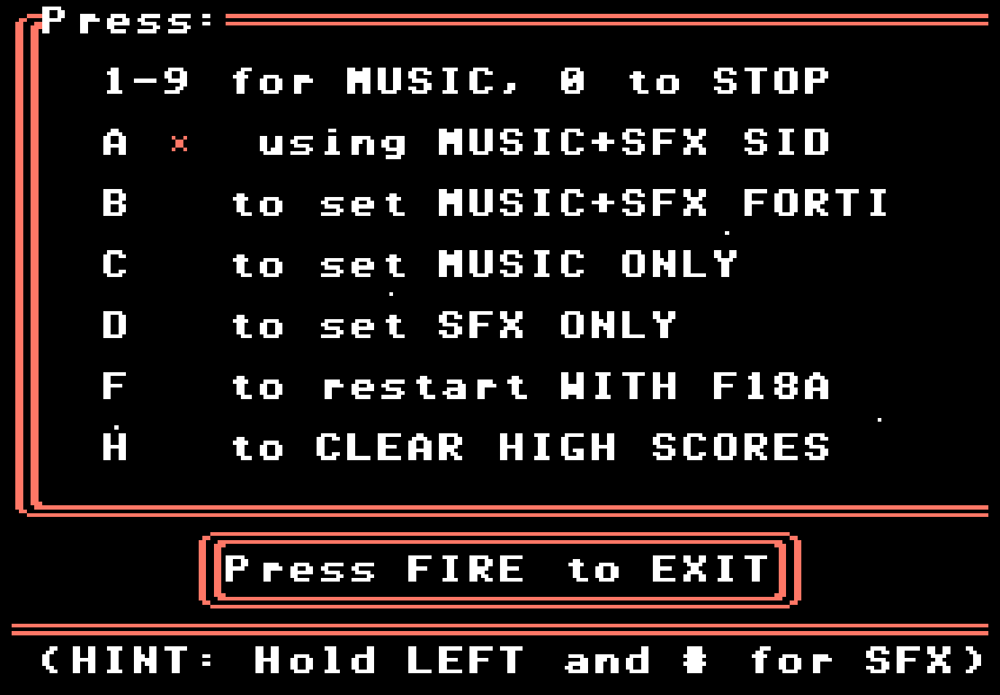 Press:
1-9 for MUSIC, 0 to STOP
A × using MUSIC+SFX SID
B to set MUSIC+SFX FORTI
C to set MUSIC ONLY
D to set SFX ONLY
F to restart WITH F18A
H to CLEAR HIGH SCORES
Press FIRE to EXIT
(HINT: Hold LEFT and # for SFX)